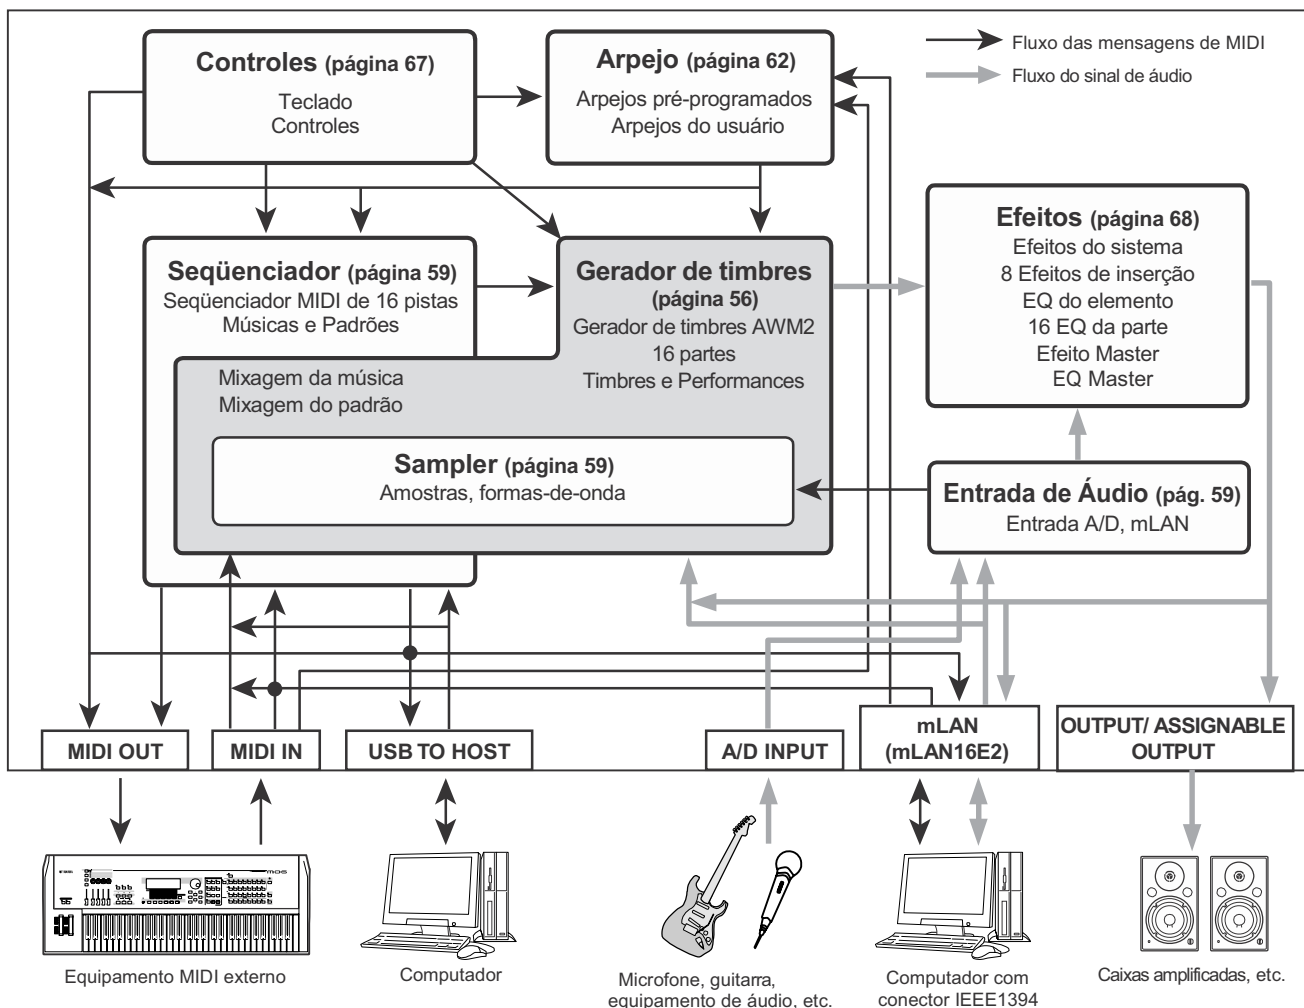 Controles (página 67)
Teclado
Controles
Arpejo (página 62)
Arpejos pré-programados
Arpejos do usuário
Fluxo das mensagens de MIDI
Fluxo do sinal de áudio
Seqüenciador (página 59)
Seqüenciador MIDI de 16 pistas
Músicas e Padrões
Gerador de timbres
(página 56)
Gerador de timbres AWM2
16 partes
Timbres e Performances
Efeitos (página 68)
Efeitos do sistema
8 Efeitos de inserção
EQ do elemento
16 EQ da parte
Efeito Master
EQ Master
Mixagem da música
Mixagem do padrão
Sampler (página 59)
Amostras, formas-de-onda
Entrada de Áudio (pág. 59)
Entrada A/D, mLAN
MIDI OUT
MIDI IN
USB TO HOST
A/D INPUT
mLAN
(mLAN16E2)
OUTPUT/ ASSIGNABLE
OUTPUT
Equipamento MIDI externo
Computador
Microfone, guitarra,
equipamento de áudio, etc.
Computador com
conector IEEE1394
Caixas amplificadas, etc.